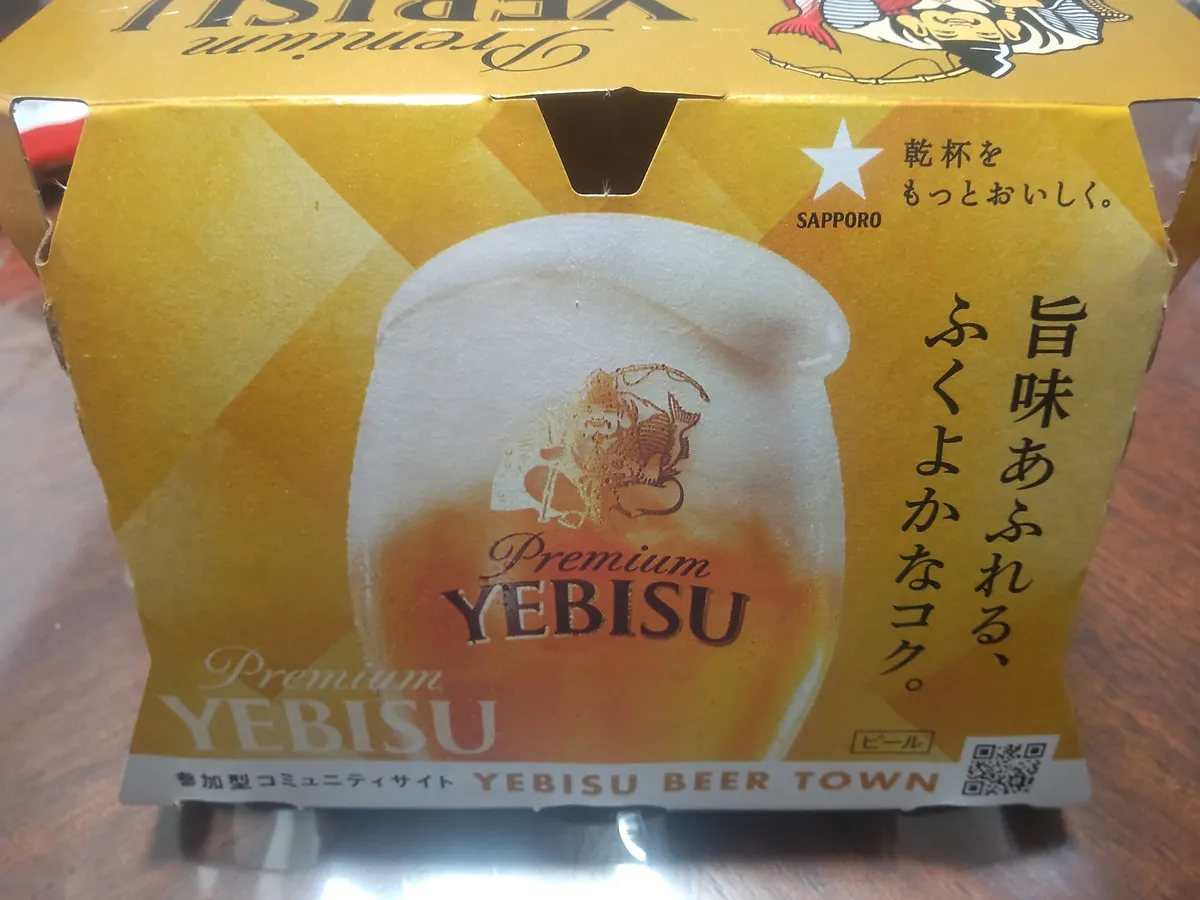 Premium
YEBISU
乾杯を
もっとおいしく。
SAPPORO
旨味あふれる、
ふくよかなコク。
Premium
YEBISU
Premium
YEBISU
ビール
参加型コミュニティサイト YEBISU BEER TOWN